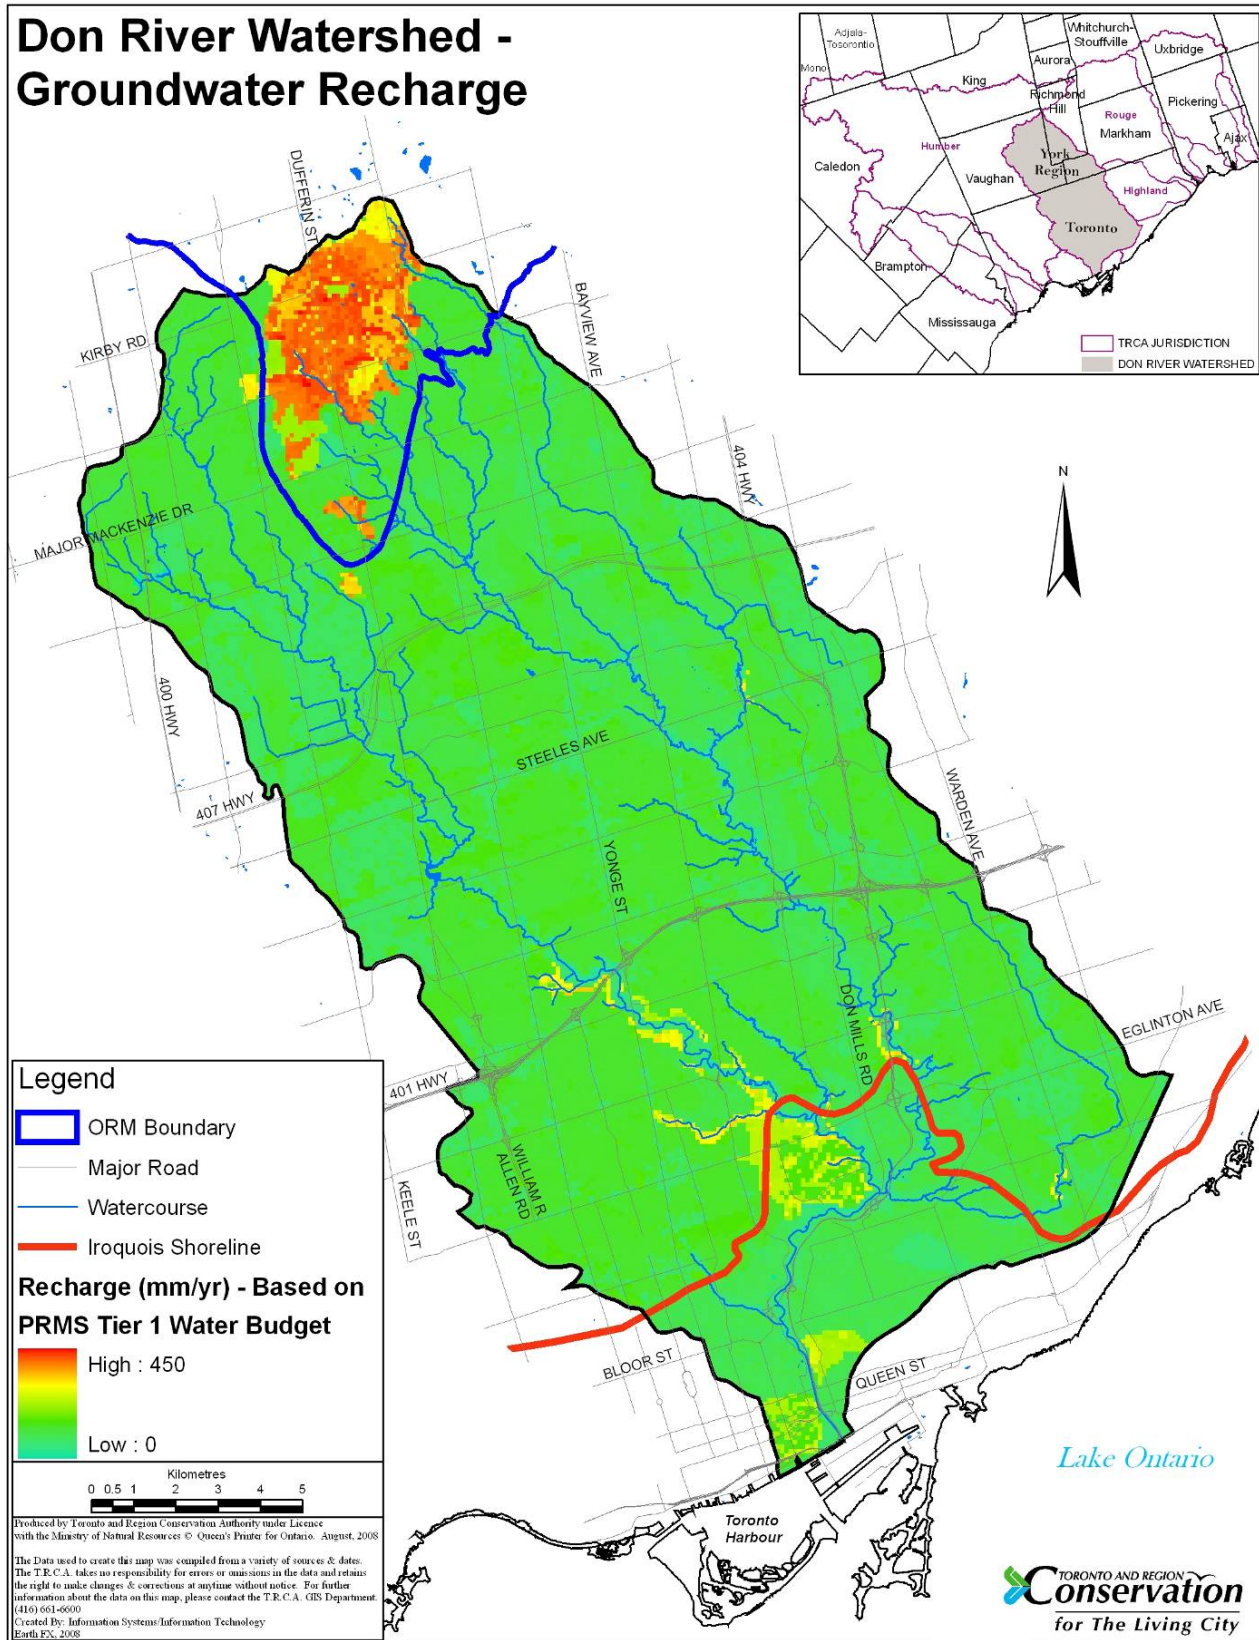 Don River Watershed -
Groundwater Recharge
Adjala-
Tosorontio
Mono
Whitchurch-
Stouffville
Aurora
Uxbridge
King
Richmond
Hill
Pickering
Rouge
Markham
Ajax
Humber
Caledon
York
Region
Vaughan
Highland
Toronto
Brampton
Mississauga
TRCA JURISDICTION
DON RIVER WATERSHED
DUFFERIN ST
BAYVIEW AVE
KIRBY RD
404 HWY
N
MAJOR MACKENZIE DR
400 HWY
STEELES AVE
407 HWY
WARDEN AVE
YONGE ST
DON MILLS RD
EGLINTON AVE
401 HWY
WILLIAM R
ALLEN RD
KEELE ST
BLOOR ST
QUEEN ST
Lake Ontario
Toronto
Harbour
Legend
ORM Boundary
Major Road
Watercourse
Iroquois Shoreline
Recharge (mm/yr) - Based on
PRMS Tier 1 Water Budget
High : 450
Low : 0
Kilometres
0 0.5 1 2 3 4 5
Produced by Toronto and Region Conservation Authority under Licence
with the Ministry of Natural Resources © Queen's Printer for Ontario. August, 2008
The Data used to create this map was compiled from a variety of sources & dates.
The T.R.C.A. takes no responsibility for errors or omissions in the data and retains
the right to make changes & corrections at anytime without notice. For further
information about the data on this map, please contact the T.R.C.A. GIS Department.
(416) 661-6600
Created By: Information Systems/Information Technology
Earth FX, 2008
TORONTO AND REGION
Conservation
for The Living City